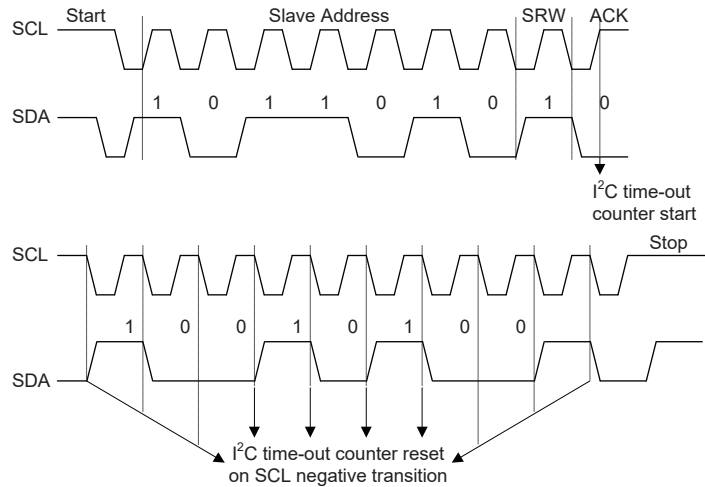 Start Slave Address SRW ACK
SCL
1 0 1 1 0 1 0 1 0
SDA
I²C time-out
counter start
Stop
SCL
1 0 0 1 0 1 0 0
SDA
I²C time-out counter reset
on SCL negative transition